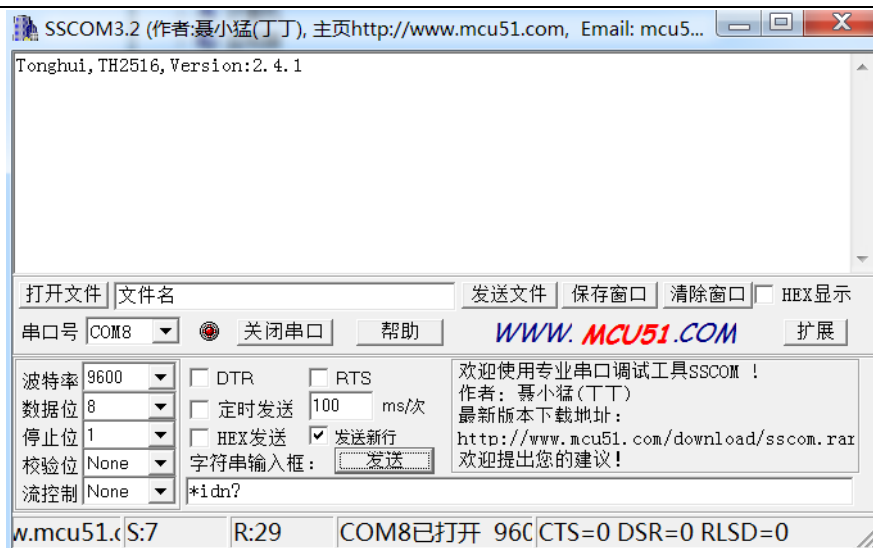 SSCOM3.2 (作者:聂小猛(丁丁), 主页http://www.mcu51.com, Email: mcu5...
Tonghui,TH2516,Version:2.4.1
打开文件 文件名 发送文件 保存窗口 清除窗口 HEX显示
串口号 COM8 关闭串口 帮助 WWW. MCU51.COM 扩展
波特率 9600 DTR RTS
数据位 8 定时发送 100 ms/次
停止位 1 HEX发送 发送新行
校验位 None 字符串输入框: 发送
流控制 None *idn?
欢迎使用专业串口调试工具SSCOM !
作者: 聂小猛(丁丁)
最新版本下载地址:
http://www.mcu51.com/download/sscom.rar
欢迎提出您的建议!
w.mcu51.c S:7 R:29 COM8已打开 960 CTS=0 DSR=0 RLSD=0